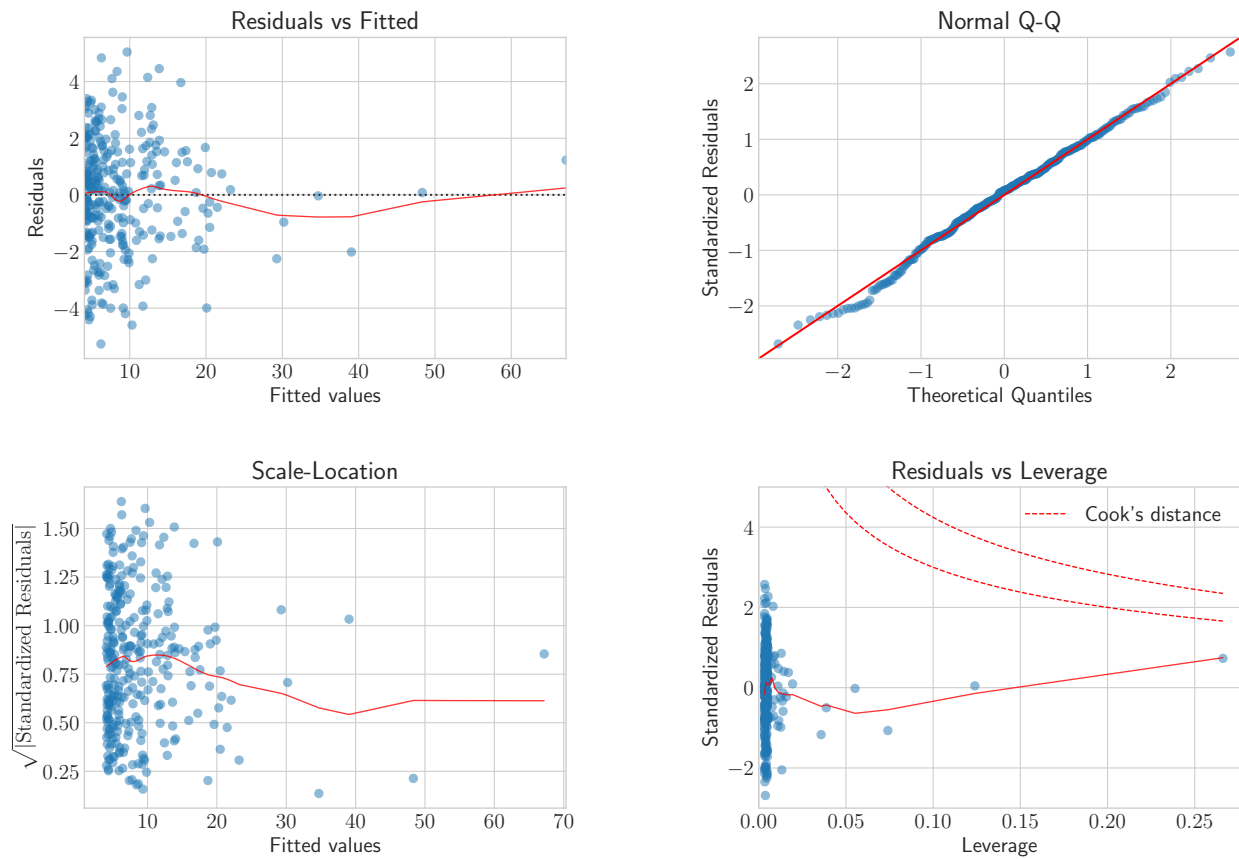 Residuals vs Fitted
Residuals
4
2
0
−2
−4
10 20 30 40 50 60
Fitted values
Normal Q-Q
Standardized Residuals
2
1
0
−1
−2
−2 −1 0 1 2
Theoretical Quantiles
Scale-Location
√|Standardized Residuals|
1.50
1.25
1.00
0.75
0.50
0.25
10 20 30 40 50 60 70
Fitted values
Residuals vs Leverage
Cook's distance
Standardized Residuals
4
2
0
−2
0.00 0.05 0.10 0.15 0.20 0.25
Leverage